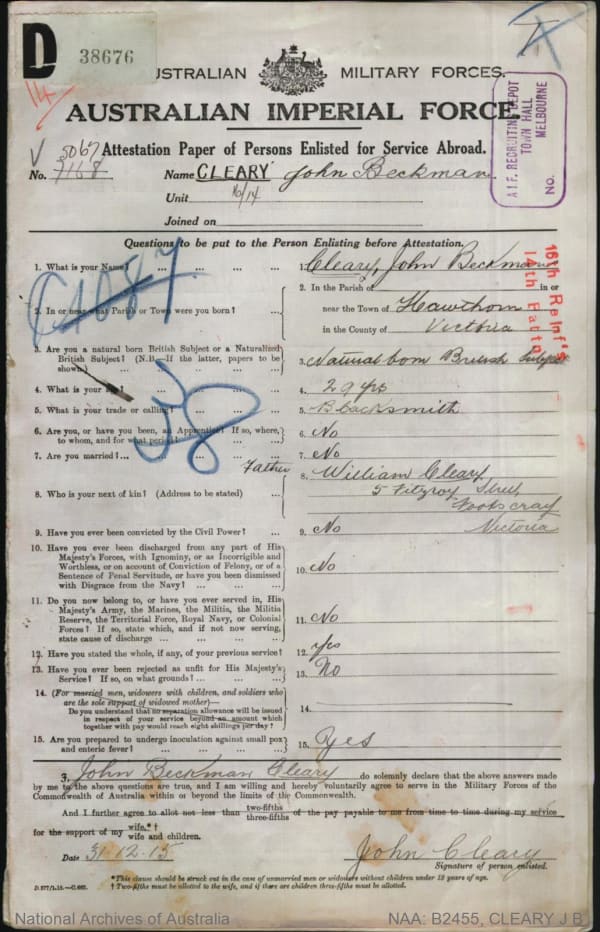 D
38676
14
T
AUSTRALIAN MILITARY FORCES.
AUSTRALIAN IMPERIAL FORCE.
A.I.F. RECRUITING DEPOT
TOWN HALL
MELBOURNE
No.
Attestation Paper of Persons Enlisted for Service Abroad.
5067
No. 7168 Name CLEARY John Beckman
Unit 16/14
Joined on
Questions to be put to the Person Enlisting before Attestation.
1. What is your Name? ... ... ... 1. Cleary, John Beckman
16th Reinf's
14th Battn
2. In or near what Parish or Town were you born? ... 2. In the Parish of in or
near the Town of Hawthorn
in the County of Victoria
3. Are you a natural born British Subject or a Naturalized British Subject? (N.B.—If the latter, papers to be shown.) 3. Natural born British Subject
4. What is your age? ... ... ... 4. 29 yrs
5. What is your trade or calling? ... ... 5. Blacksmith
6. Are you, or have you been, an Apprentice? If so, where, to whom, and for what period? 6. No
7. Are you married? ... ... ... 7. No
8. Who is your next of kin? (Address to be stated) ... Father 8. William Cleary
5 Fitzroy Street,
Footscray
Victoria
9. Have you ever been convicted by the Civil Power? ... 9. No
10. Have you ever been discharged from any part of His Majesty's Forces, with Ignominy, or as Incorrigible and Worthless, or on account of Conviction of Felony, or of a Sentence of Penal Servitude, or have you been dismissed with Disgrace from the Navy? ... ... 10. No
11. Do you now belong to, or have you ever served in, His Majesty's Army, the Marines, the Militia, the Militia Reserve, the Territorial Force, Royal Navy, or Colonial Forces? If so, state which, and if not now serving, state cause of discharge ... ... 11. No
12. Have you stated the whole, if any, of your previous service? 12. Yes
13. Have you ever been rejected as unfit for His Majesty's Service? If so, on what grounds? ... ... 13. No
14. (For married men, widowers with children, and soldiers who are the sole support of widowed mother)—
Do you understand that no separation allowance will be issued in respect of your service beyond an amount which together with pay would reach eight shillings per day? 14.
15. Are you prepared to undergo inoculation against small pox and enteric fever? ... ... ... 15. Yes
I, John Beckman Cleary do solemnly declare that the above answers made
by me to the above questions are true, and I am willing and hereby voluntarily agree to serve in the Military Forces of the
Commonwealth of Australia within or beyond the limits of the Commonwealth.
And I further agree to allot not less than two-fifths three-fifths of the pay payable to me from time to time during my service
for the support of my wife.*† wife and children.
Date 31-12-15 John Cleary
Signature of person enlisted.
*This clause should be struck out in the case of unmarried men or widowers without children under 18 years of age.
†Two-fifths must be allotted to the wife, and if there are children three-fifths must be allotted.
National Archives of Australia NAA: B2455, CLEARY J B